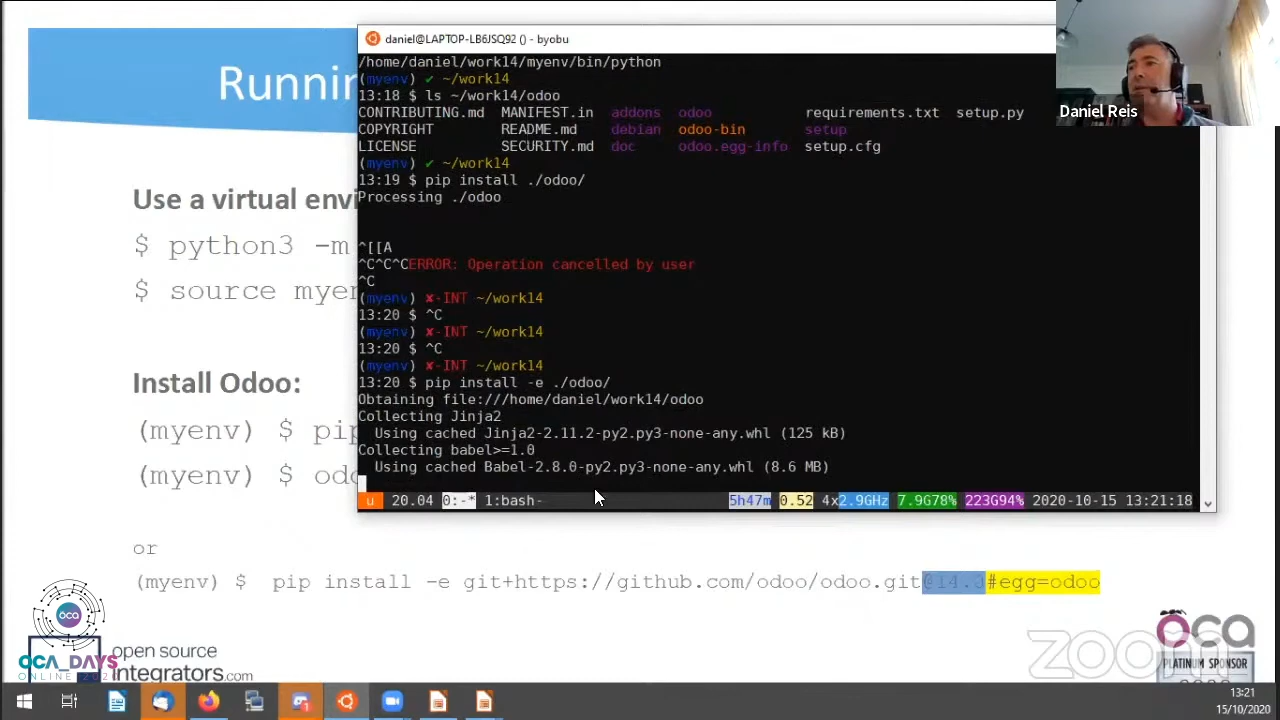 Runnin
daniel@LAPTOP-LB6JSQ92 () - byobu
Daniel Reis
/home/daniel/work14/myenv/bin/python
(myenv) ✔ ~/work14
13:18 $ ls ~/work14/odoo
CONTRIBUTING.md MANIFEST.in addons odoo requirements.txt setup.py
COPYRIGHT README.md debian odoo-bin setup
LICENSE SECURITY.md doc odoo.egg-info setup.cfg
(myenv) ✔ ~/work14
13:19 $ pip install ./odoo/
Processing ./odoo
^[[A
^C^C^CERROR: Operation cancelled by user
^C
(myenv) ✘-INT ~/work14
13:20 $ ^C
(myenv) ✘-INT ~/work14
13:20 $ ^C
(myenv) ✘-INT ~/work14
13:20 $ pip install -e ./odoo/
Obtaining file:///home/daniel/work14/odoo
Collecting Jinja2
Using cached Jinja2-2.11.2-py2.py3-none-any.whl (125 kB)
Collecting babel>=1.0
Using cached Babel-2.8.0-py2.py3-none-any.whl (8.6 MB)
u 20.04 0:-* 1:bash- 5h47m 0.52 4x2.9GHz 7.9G78% 223G94% 2020-10-15 13:21:18
Use a virtual envi
$ python3 -m
$ source myen
Install Odoo:
(myenv) $ pip
(myenv) $ odo
or
(myenv) $ pip install -e git+https://github.com/odoo/odoo.git@14.0#egg=odoo
oca
OCA_DAYS
open source
integrators.com
zoom
oca
PLATINUM SPONSOR
13:21
15/10/2020